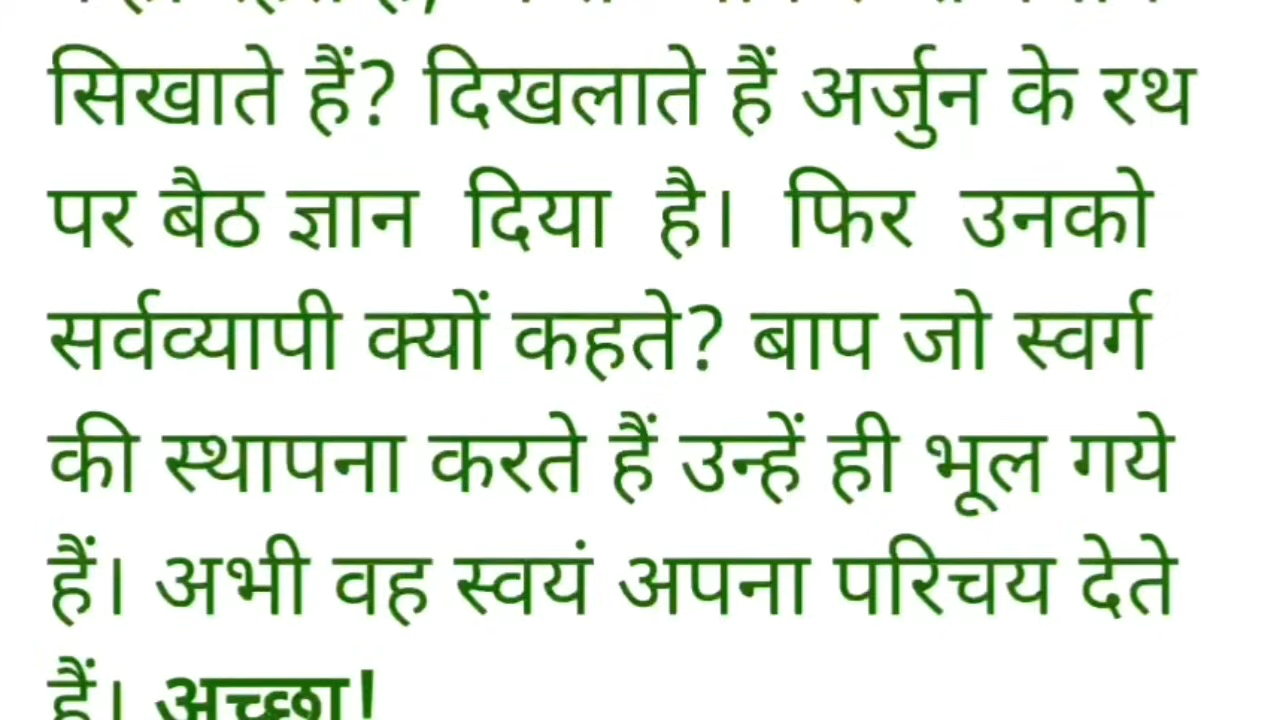 सिखाते हैं? दिखलाते हैं अर्जुन के रथ
पर बैठ ज्ञान दिया है। फिर उनको
सर्वव्यापी क्यों कहते? बाप जो स्वर्ग
की स्थापना करते हैं उन्हें ही भूल गये
हैं। अभी वह स्वयं अपना परिचय देते
हैं। अच्छा!